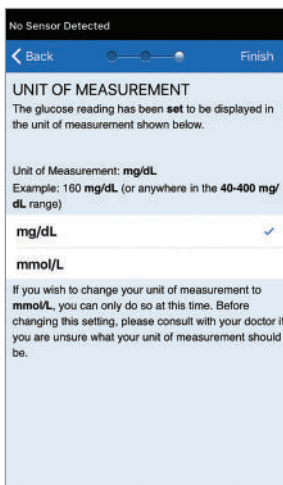 No Sensor Detected
Back
Finish
UNIT OF MEASUREMENT
The glucose reading has been set to be displayed in
the unit of measurement shown below.
Unit of Measurement: mg/dL
Example: 160 mg/dL (or anywhere in the 40-400 mg/
dL range)
mg/dL
mmol/L
If you wish to change your unit of measurement to
mmol/L, you can only do so at this time. Before
changing this setting, please consult with your doctor if
you are unsure what your unit of measurement should
be.